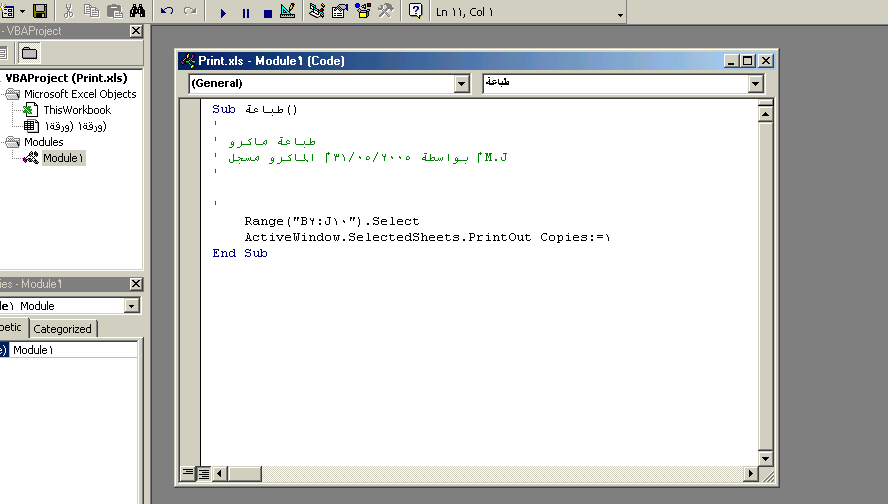 Ln ١١, Col ١
- VBAProject
VBAProject (Print.xls)
Microsoft Excel Objects
ThisWorkbook
ورقة١ (ورقة١)
Modules
Module١
ies - Module١
le١ Module
betic
Categorized
e) Module١
Print.xls - Module١ (Code)
(General)
طباعة
Sub طباعة()
'
' طباعة ماكرو
' الماكرو مسجل ٣١/٠٥/٢٠٠٥ بواسطة M.J
'
'
Range("B٢:J١٠").Select
ActiveWindow.SelectedSheets.PrintOut Copies:=١
End Sub